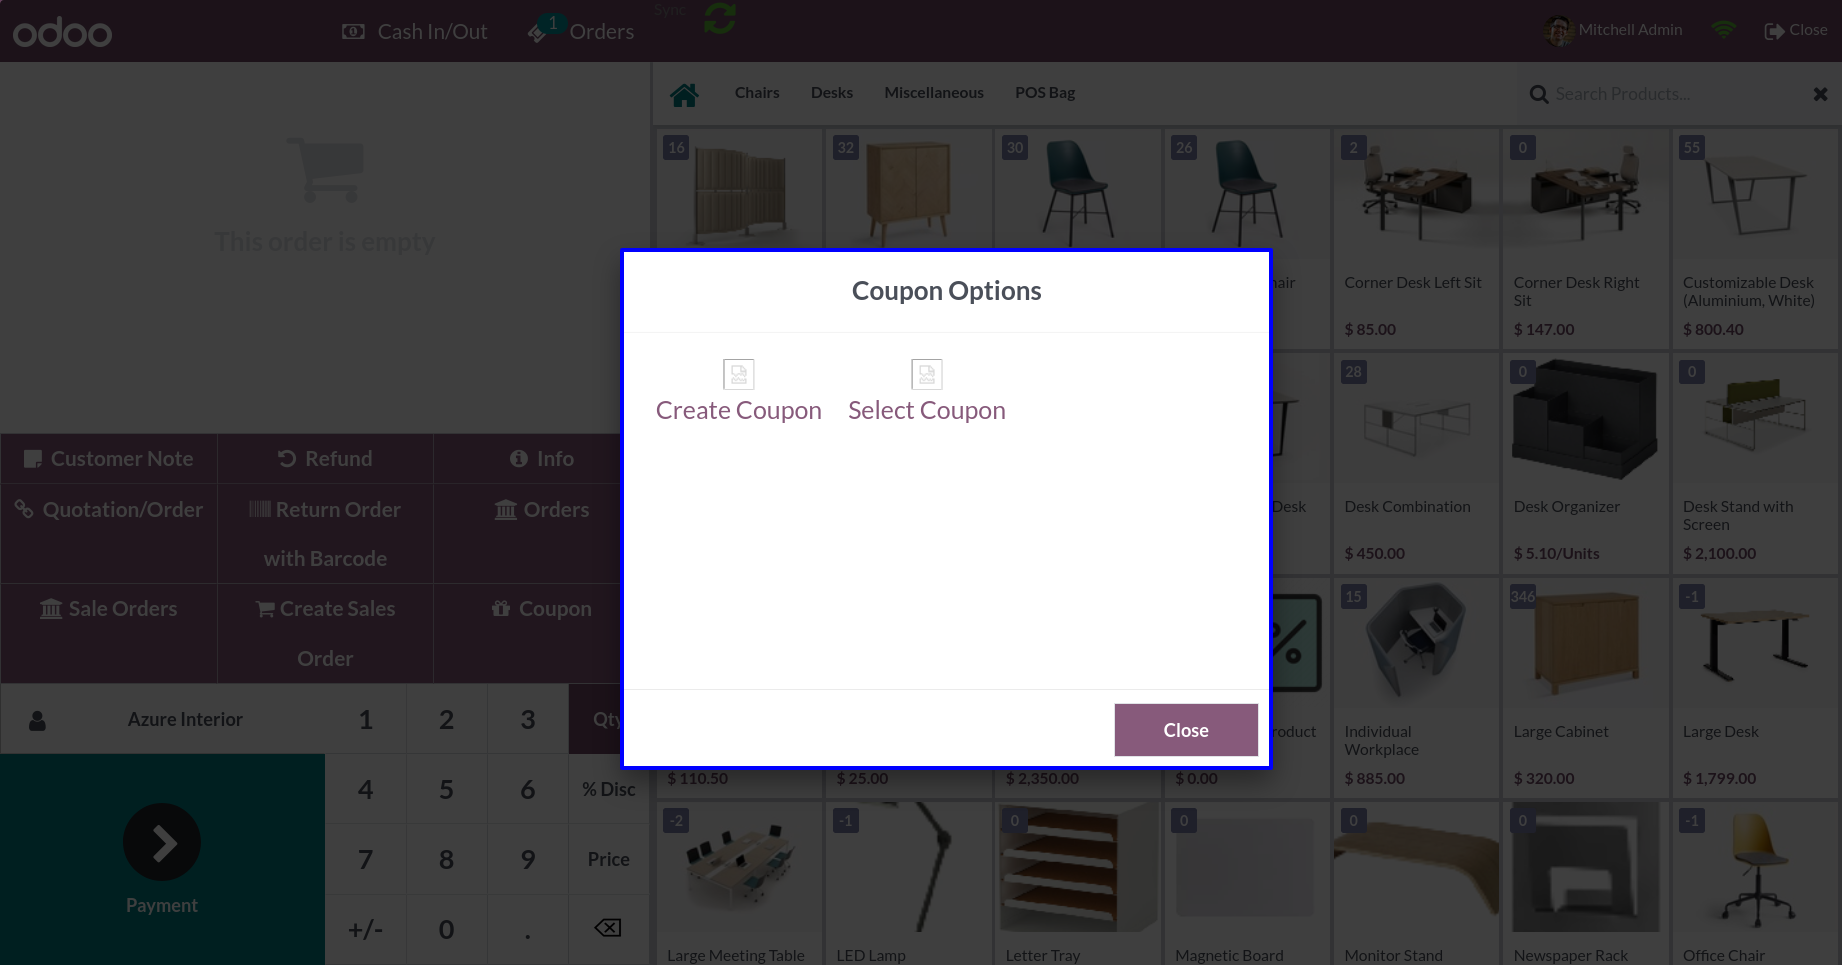 odoo
Cash In/Out
1
Orders
Sync
Mitchell Admin
Close
This order is empty
Chairs
Desks
Miscellaneous
POS Bag
Search Products...
16
32
30
26
2
0
55
Corner Desk Left Sit
$ 85.00
Corner Desk Right
Sit
$ 147.00
Customizable Desk
(Aluminium, White)
$ 800.40
Coupon Options
Create Coupon
Select Coupon
Close
Desk
28
Desk Combination
$ 450.00
0
Desk Organizer
$ 5.10/Units
0
Desk Stand with
Screen
$ 2,100.00
Customer Note
Refund
Info
Quotation/Order
Return Order
with Barcode
Orders
Sale Orders
Create Sales
Order
Coupon
Azure Interior
1
2
3
Qty
4
5
6
% Disc
7
8
9
Price
+/-
0
.
Payment
%
15
Individual
Workplace
$ 885.00
346
Large Cabinet
$ 320.00
-1
Large Desk
$ 1,799.00
$ 110.50
$ 25.00
$ 2,350.00
$ 0.00
-2
Large Meeting Table
-1
LED Lamp
0
Letter Tray
0
Magnetic Board
0
Monitor Stand
0
Newspaper Rack
-1
Office Chair